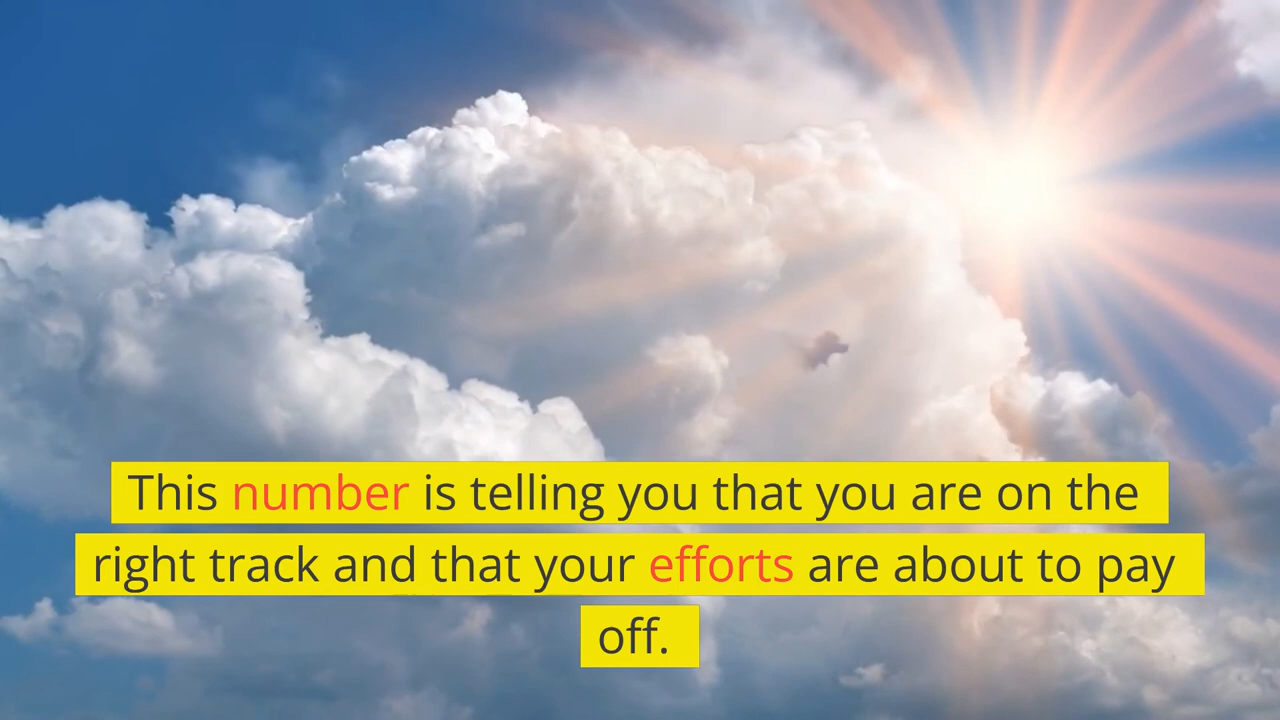 This number is telling you that you are on the
right track and that your efforts are about to pay
off.